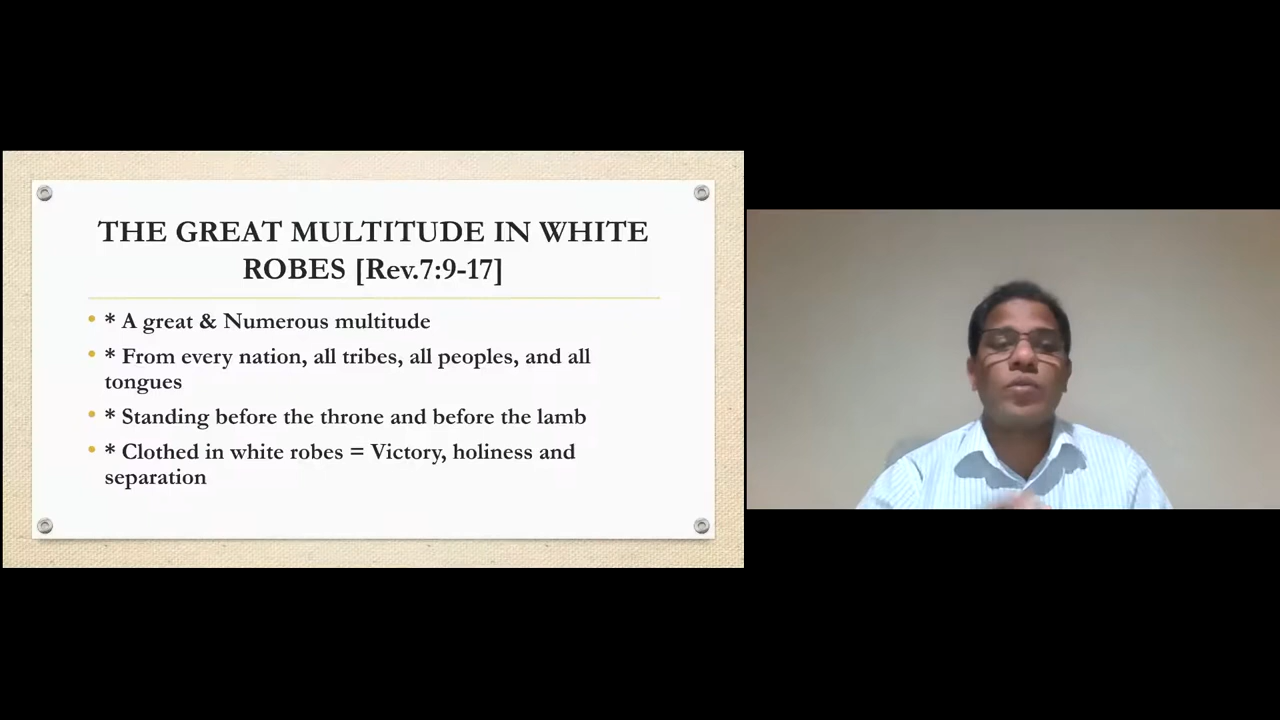 THE GREAT MULTITUDE IN WHITE
ROBES [Rev.7:9-17]
• * A great & Numerous multitude
• * From every nation, all tribes, all peoples, and all
tongues
• * Standing before the throne and before the lamb
• * Clothed in white robes = Victory, holiness and
separation